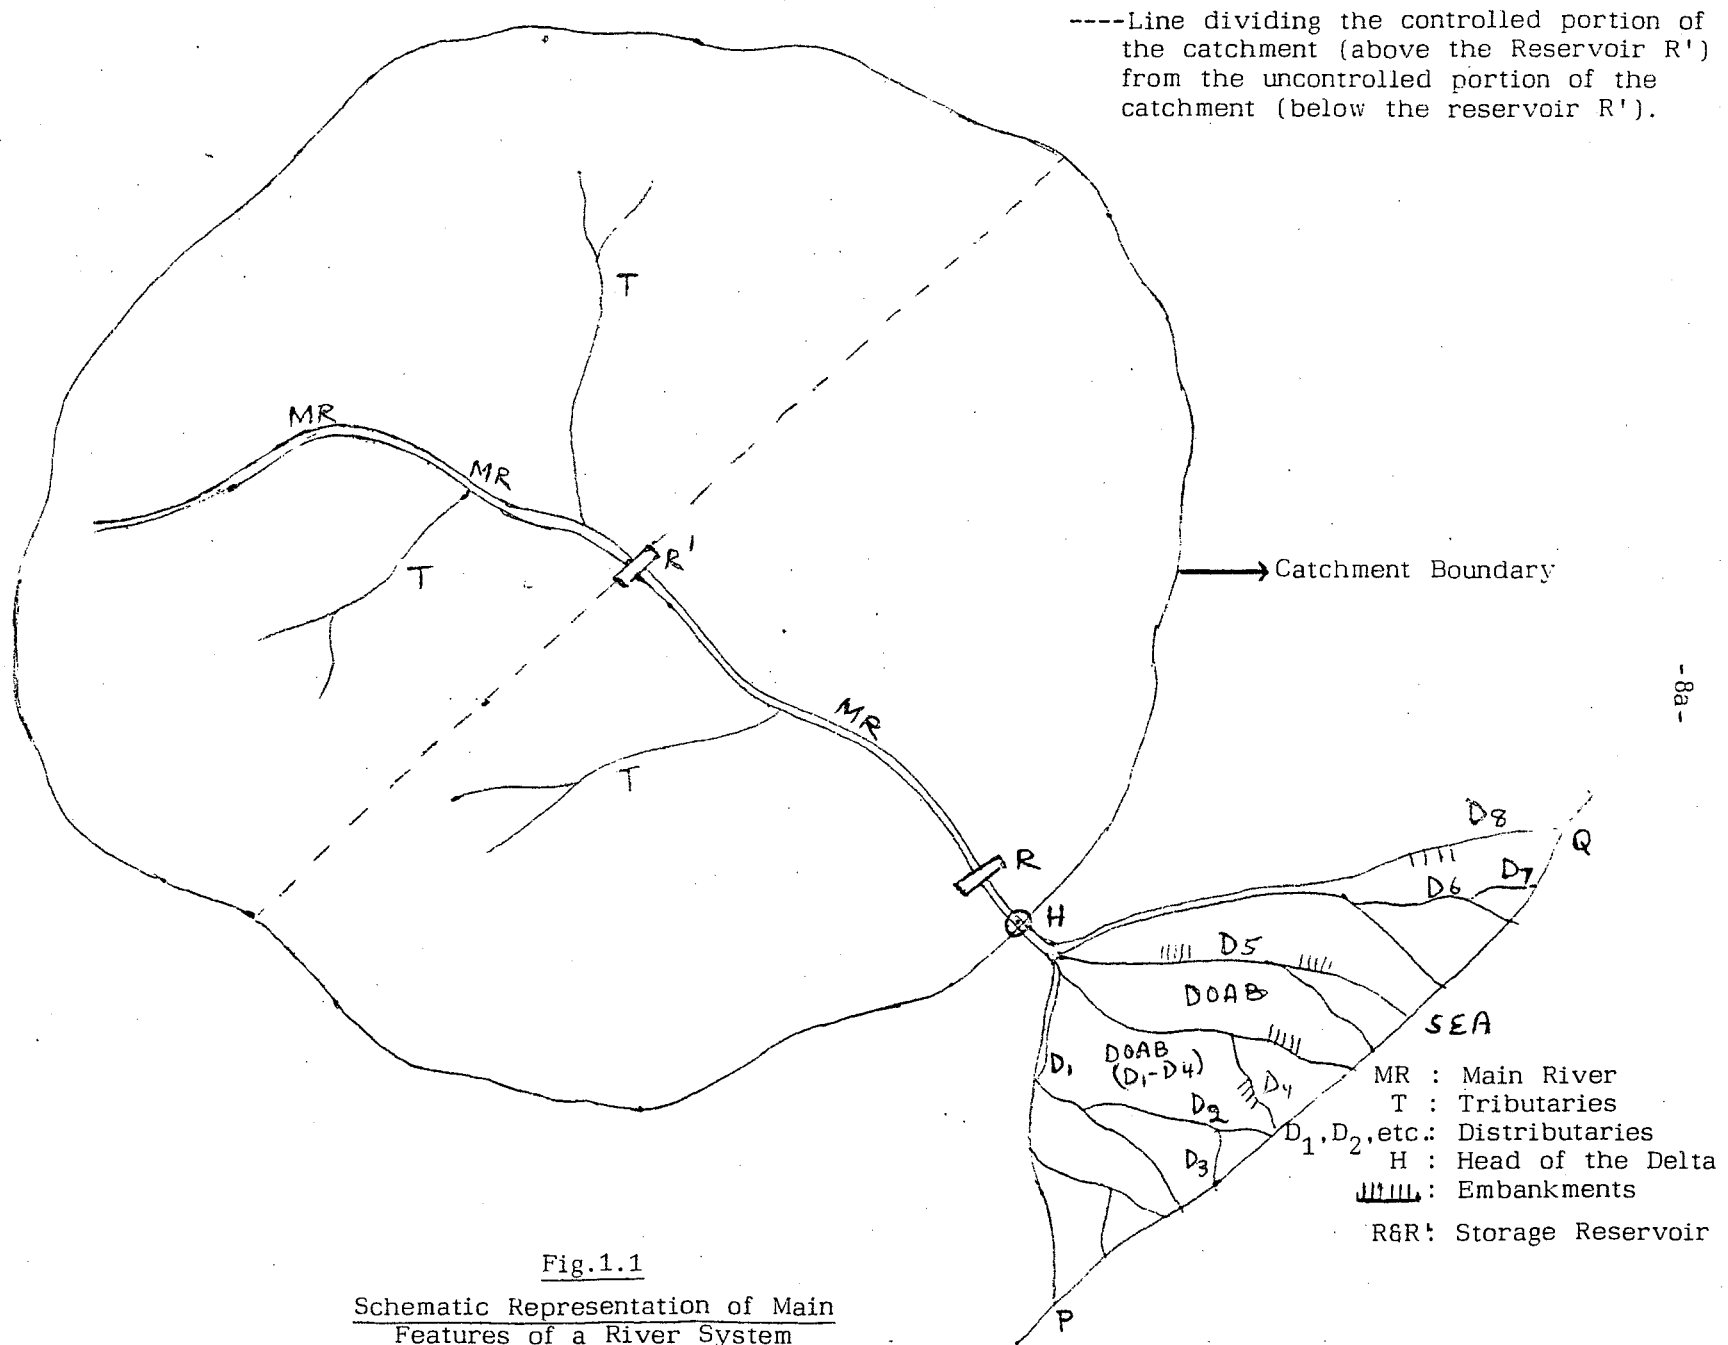 ----Line dividing the controlled portion of
the catchment (above the Reservoir R')
from the uncontrolled portion of the
catchment (below the reservoir R').
T
MR
MR
R'
T
Catchment Boundary
-8a-
MR
T
D8
Q
R
D7
D6
H
D5
DOAB
SEA
DOAB
(D1-D4)
D1
D4
D2
D3
MR : Main River
T : Tributaries
D1,D2,etc.: Distributaries
H : Head of the Delta
: Embankments
R&R': Storage Reservoir
P
Fig.1.1
Schematic Representation of Main
Features of a River System